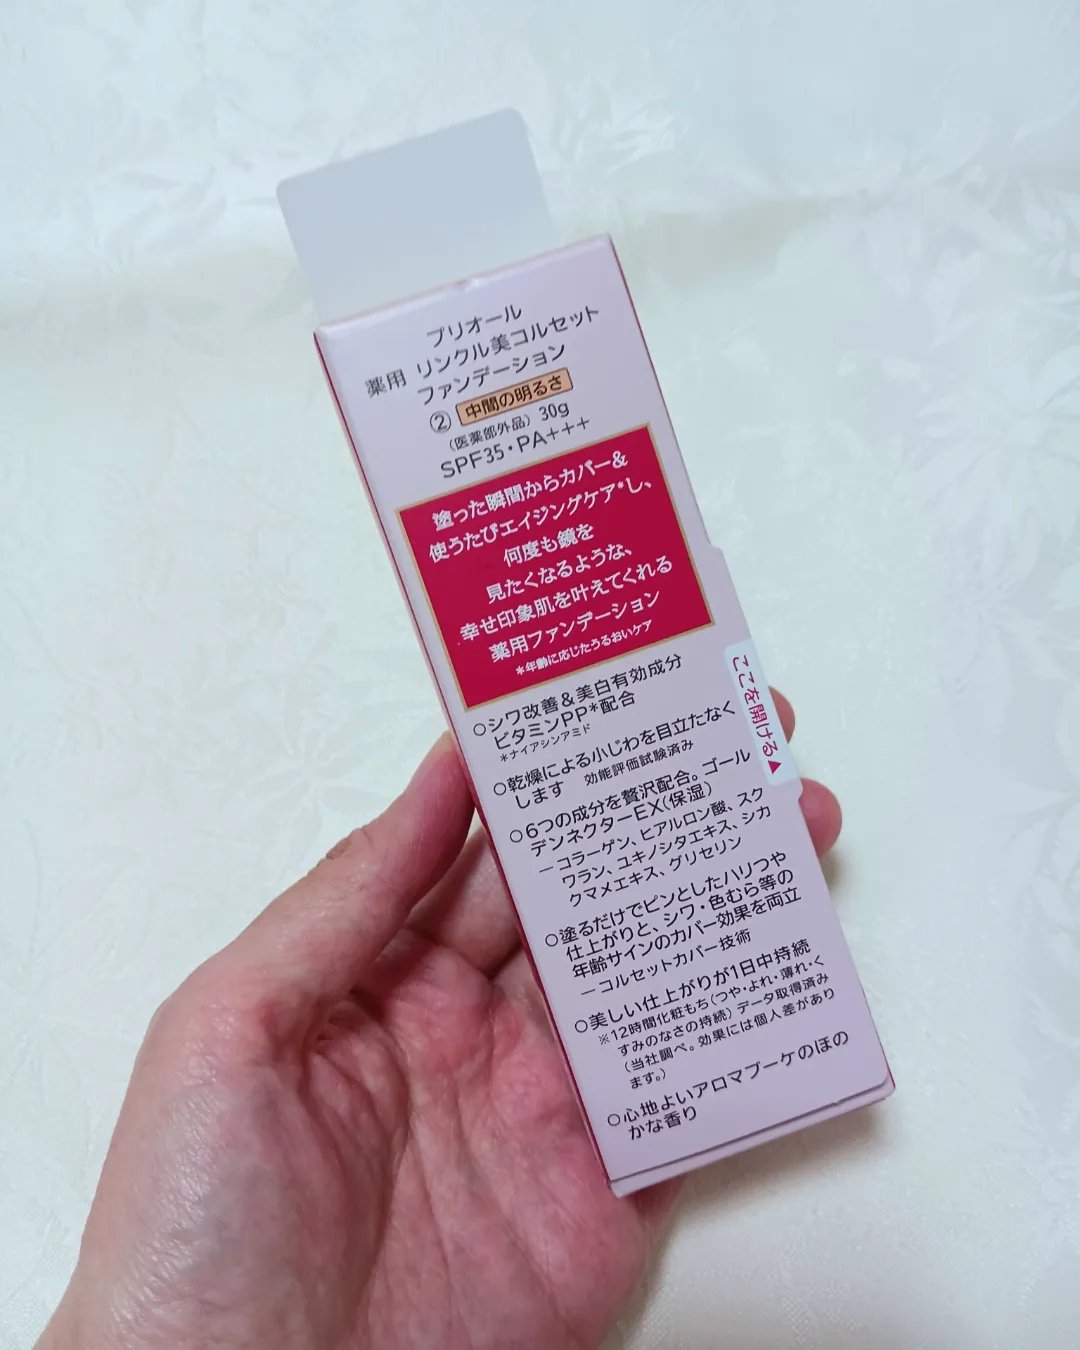 プリオール
薬用 リンクル美コルセット
ファンデーション
② 中間の明るさ
(医薬部外品) 30g
SPF35・PA+++
塗った瞬間からカバー&
使うたびエイジングケア*し、
何度も鏡を
見たくなるような、
幸せ印象肌を叶えてくれる
薬用ファンデーション
*年齢に応じたうるおいケア
○シワ改善&美白有効成分
ビタミンPP*配合
*ナイアシンアミド
○乾燥による小じわを目立たなく
します 効能評価試験済み
○6つの成分を贅沢配合。ゴール
デンネクターEX(保湿)
―コラーゲン、ヒアルロン酸、スク
ワラン、ユキノシタエキス、シカ
クマメエキス、グリセリン
○塗るだけでピンとしたハリつや
仕上がりと、シワ・色むら等の
年齢サインのカバー効果を両立
―コルセットカバー技術
○美しい仕上がりが1日中持続
※12時間化粧もち(つや・よれ・薄れ・く
すみのなさの持続)データ取得済み
(当社調べ。効果には個人差があり
ます。)
○心地よいアロマブーケのほの
かな香り
ここを開ける▲